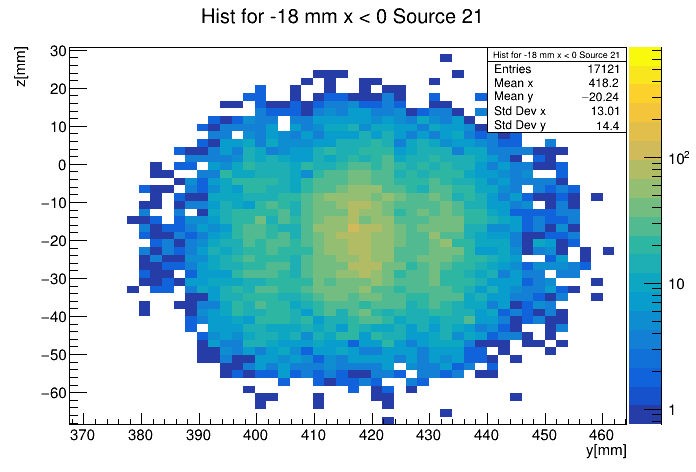 Hist for -18 mm x < 0 Source 21
z[mm]
30
20
10
0
−10
−20
−30
−40
−50
−60
Hist for -18 mm x < 0 Source 21
Entries 17121
Mean x 418.2
Mean y −20.24
Std Dev x 13.01
Std Dev y 14.4
10²
10
1
370 380 390 400 410 420 430 440 450 460
y[mm]